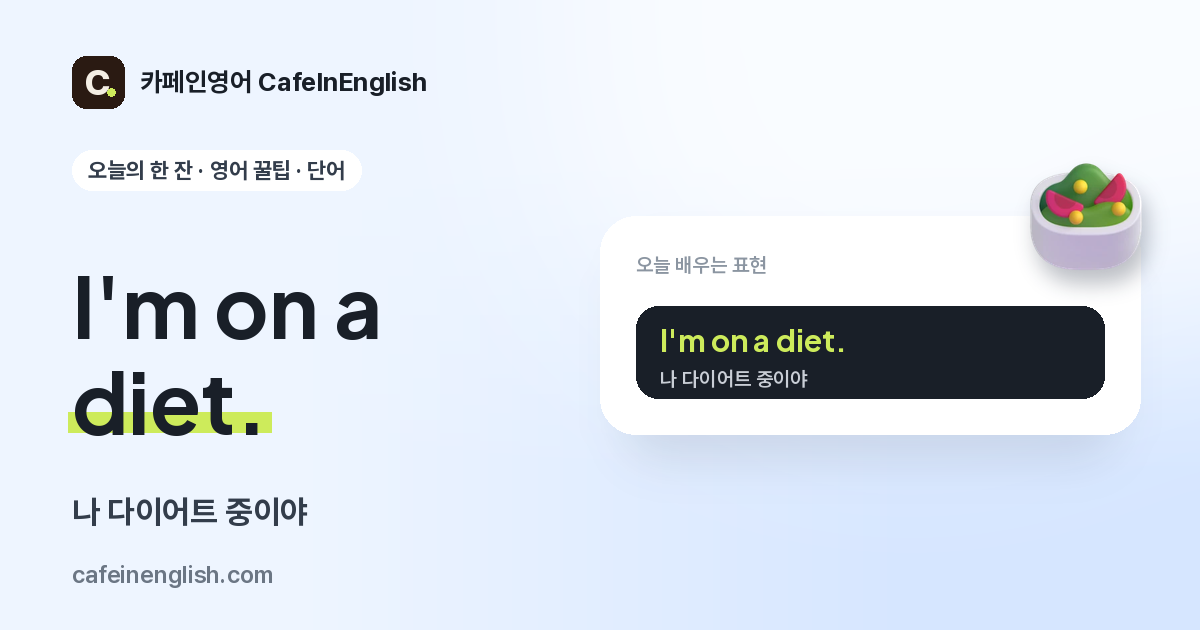 C
카페인영어 CafeInEnglish
오늘의 한 잔 · 영어 꿀팁 · 단어
I'm on a
diet.
나 다이어트 중이야
cafeinenglish.com
오늘 배우는 표현
I'm on a diet.
나 다이어트 중이야